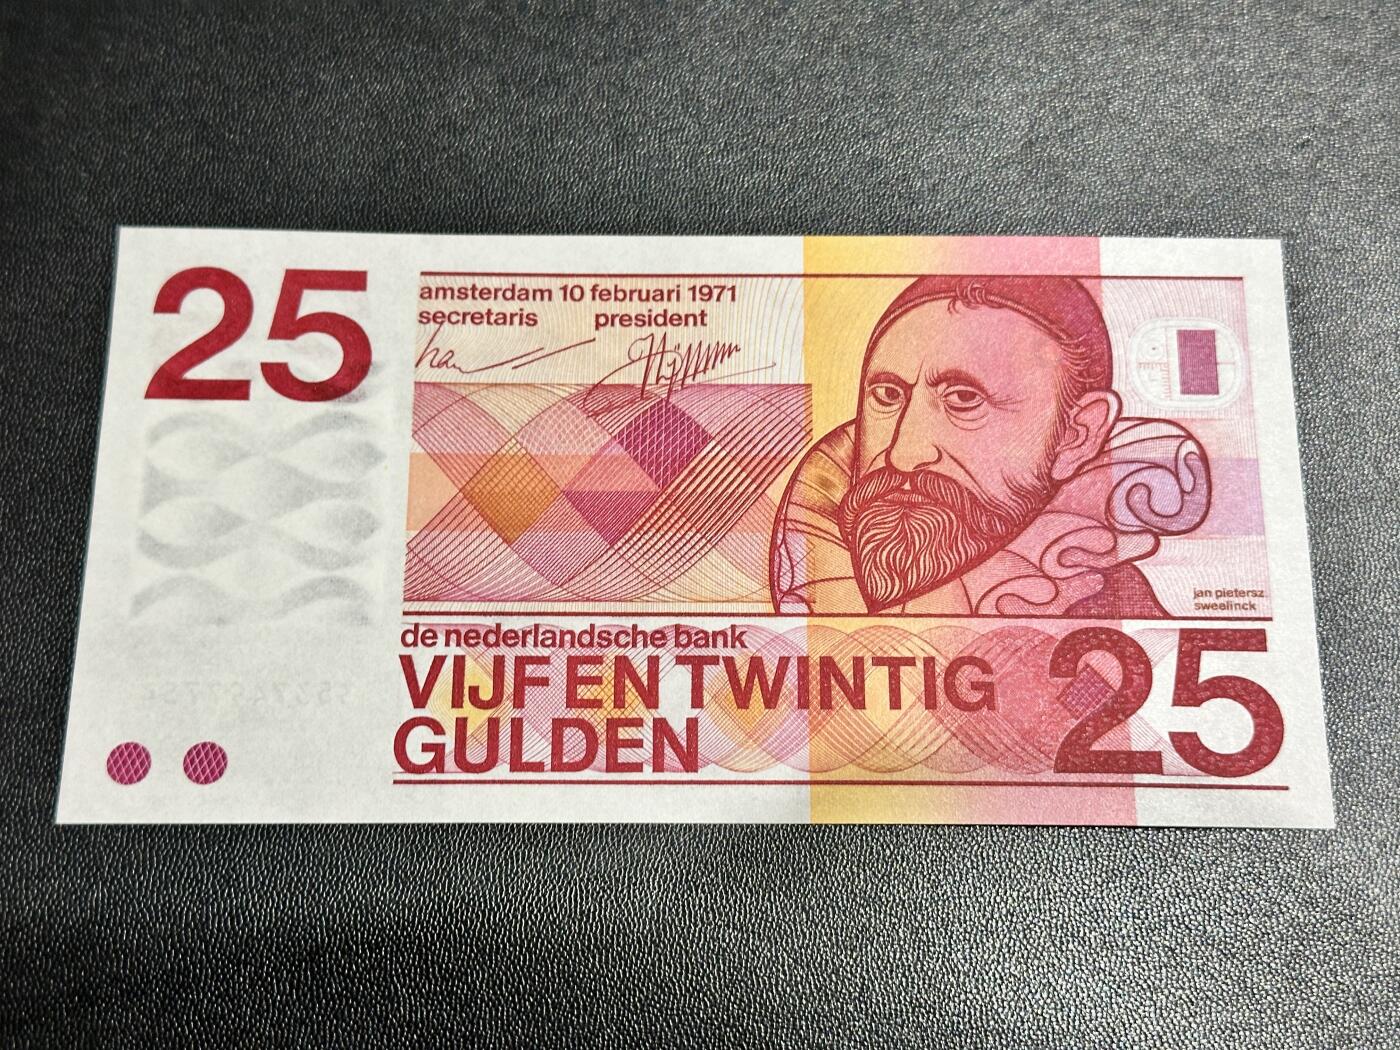 25
amsterdam 10 februari 1971
secretaris president
jan pietersz
sweelinck
de nederlandsche bank
VIJF EN TWINTIG
GULDEN
25